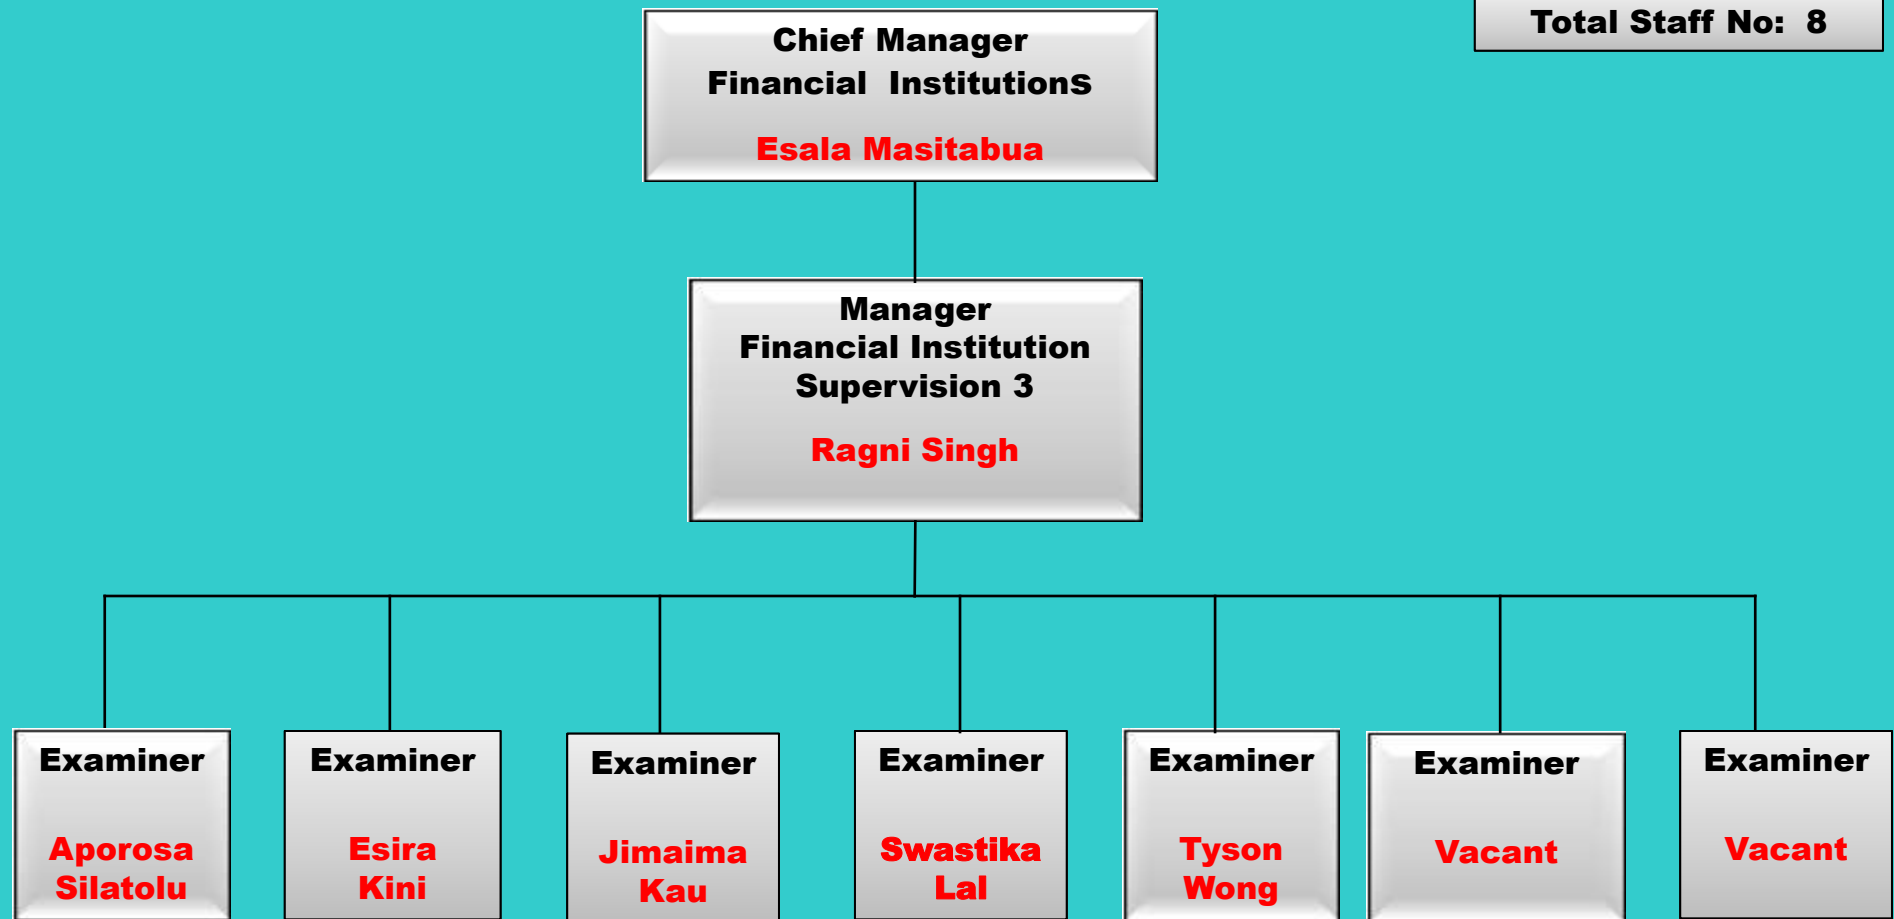 Total Staff No: 8
Chief Manager
Financial Institutions
Esala Masitabua
Manager
Financial Institution
Supervision 3
Ragni Singh
Examiner
Aporosa
Silatolu
Examiner
Esira
Kini
Examiner
Jimaima
Kau
Examiner
Swastika
Lal
Examiner
Tyson
Wong
Examiner
Vacant
Examiner
Vacant